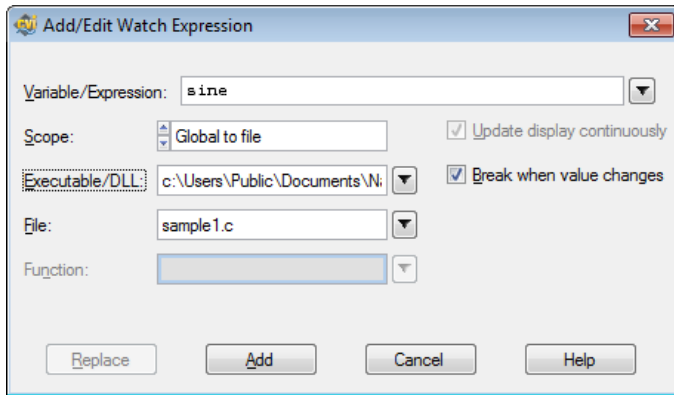 Add/Edit Watch Expression
Variable/Expression: sine
Scope: Global to file
Update display continuously
Executable/DLL: c:\Users\Public\Documents\Na
Break when value changes
File: sample1.c
Function:
Replace Add Cancel Help